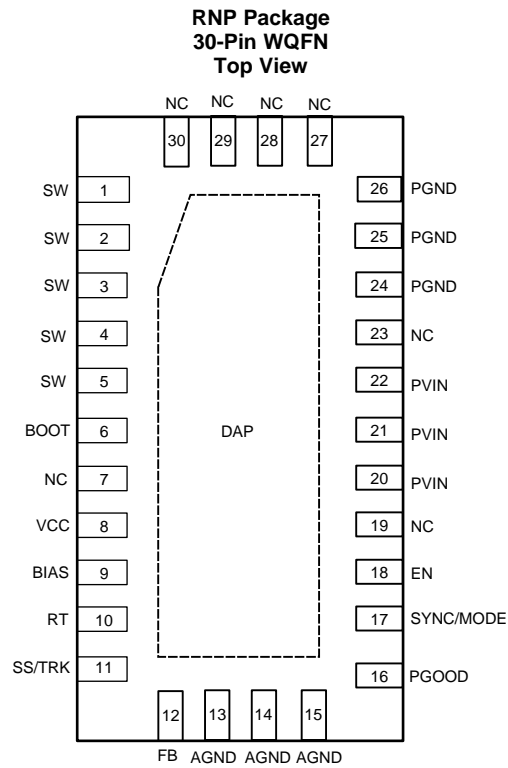 RNP Package
30-Pin WQFN
Top View
NC NC NC NC
30 29 28 27
SW 1 26 PGND
SW 2 25 PGND
SW 3 24 PGND
SW 4 23 NC
SW 5 22 PVIN
BOOT 6 DAP 21 PVIN
NC 7 20 PVIN
VCC 8 19 NC
BIAS 9 18 EN
RT 10 17 SYNC/MODE
SS/TRK 11 16 PGOOD
12 13 14 15
FB AGND AGND AGND